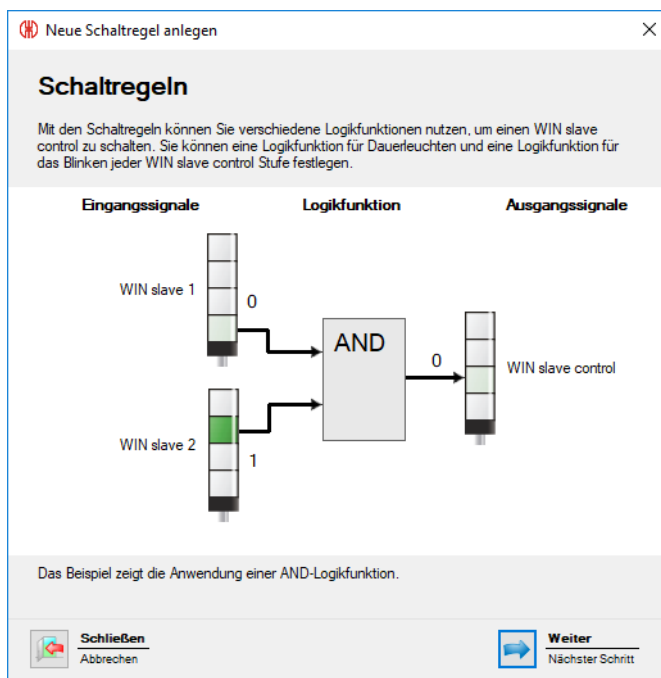 Neue Schaltregel anlegen
Schaltregeln
Mit den Schaltregeln können Sie verschiedene Logikfunktionen nutzen, um einen WIN slave
control zu schalten. Sie können eine Logikfunktion für Dauerleuchten und eine Logikfunktion für
das Blinken jeder WIN slave control Stufe festlegen.
Eingangssignale Logikfunktion Ausgangssignale
WIN slave 1
0
AND
0
WIN slave control
WIN slave 2
1
Das Beispiel zeigt die Anwendung einer AND-Logikfunktion.
Schließen
Abbrechen
Weiter
Nächster Schritt